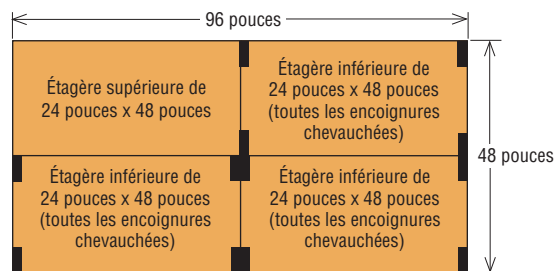 96 pouces
Étagère supérieure de
24 pouces x 48 pouces
Étagère inférieure de
24 pouces x 48 pouces
(toutes les encoignures
chevauchées)
48 pouces
Étagère inférieure de
24 pouces x 48 pouces
(toutes les encoignures
chevauchées)
Étagère inférieure de
24 pouces x 48 pouces
(toutes les encoignures
chevauchées)